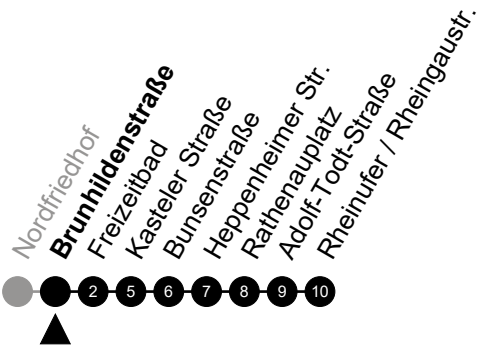 Nordfriedhof
Brunhildenstraße
Freizeitbad
Kasteler Straße
Bunsenstraße
Heppenheimer Str.
Rathenauplatz
Adolf-Todt-Straße
Rheinufer / Rheingaustr.
2 5 6 7 8 9 10